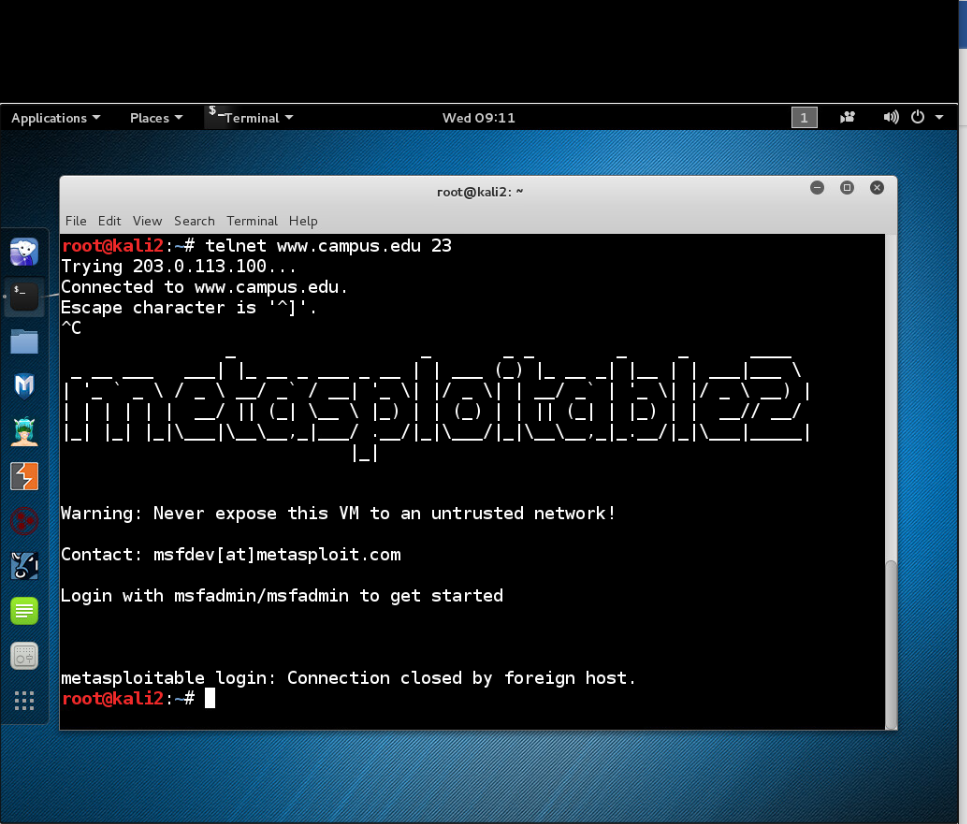 Applications Places Terminal Wed 09:11 1
root@kali2: ~
File Edit View Search Terminal Help
root@kali2:~# telnet www.campus.edu 23
Trying 203.0.113.100...
Connected to www.campus.edu.
Escape character is '^]'.
^C
metasploitable2
Warning: Never expose this VM to an untrusted network!
Contact: msfdev[at]metasploit.com
Login with msfadmin/msfadmin to get started
metasploitable login: Connection closed by foreign host.
root@kali2:~#